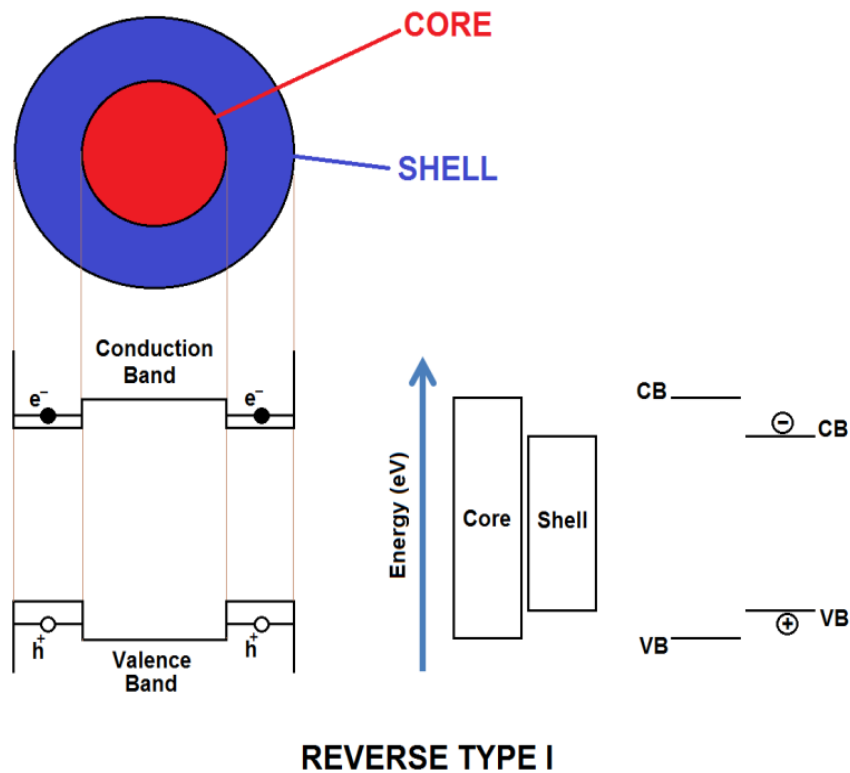 CORE
SHELL
Conduction
Band
e⁻
e⁻
h⁺
h⁺
Valence
Band
Energy (eV)
Core
Shell
CB
−
CB
VB
+
VB
REVERSE TYPE I